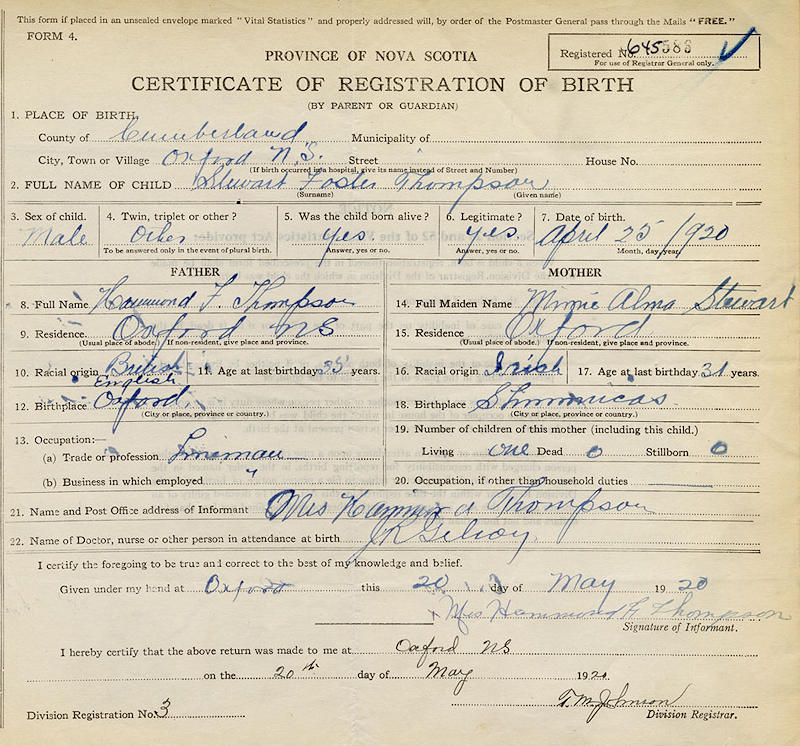 This form if placed in an unsealed envelope marked "Vital Statistics" and properly addressed will, by order of the Postmaster General pass through the Mails "FREE."
FORM 4.
PROVINCE OF NOVA SCOTIA
Registered No. 645
For use of Registrar General only.
CERTIFICATE OF REGISTRATION OF BIRTH
(BY PARENT OR GUARDIAN)
1. PLACE OF BIRTH,
County of Cumberland Municipality of
City, Town or Village Oxford N.S. Street House No.
(If birth occurred in a hospital, give its name instead of Street and Number)
2. FULL NAME OF CHILD Stewart Foster Thompson
(Surname) (Given name)
3. Sex of child. 4. Twin, triplet or other? 5. Was the child born alive? 6. Legitimate? 7. Date of birth.
Male Other Yes. Yes. April 25/1920
To be answered only in the event of plural birth. Answer, yes or no. Answer, yes or no. Month, day, year.
FATHER MOTHER
8. Full Name Hammond F. Thompson 14. Full Maiden Name Minnie Alma Stewart
9. Residence Oxford NS 15. Residence Oxford
(Usual place of abode.) If non-resident, give place and province. (Usual place of abode.) If non-resident, give place and province.
10. Racial origin British 11. Age at last birthday years. 16. Racial origin Irish 17. Age at last birthday 31 years.
English
12. Birthplace Oxford 18. Birthplace
(City or place, province or country.) (City or place, province or country.)
13. Occupation:— 19. Number of children of this mother (including this child.)
(a) Trade or profession Lineman Living one Dead 0 Stillborn 0
(b) Business in which employed " 20. Occupation, if other than household duties
21. Name and Post Office address of Informant Mrs Hammond Thompson
22. Name of Doctor, nurse or other person in attendance at birth
I certify the foregoing to be true and correct to the best of my knowledge and belief.
Given under my hand at Oxford this 20 day of May 1920
Mrs Hammond F Thompson
Signature of Informant.
I hereby certify that the above return was made to me at Oxford NS
on the 20th day of May 1920
T. M. Johnson
Division Registration No. 3 Division Registrar.